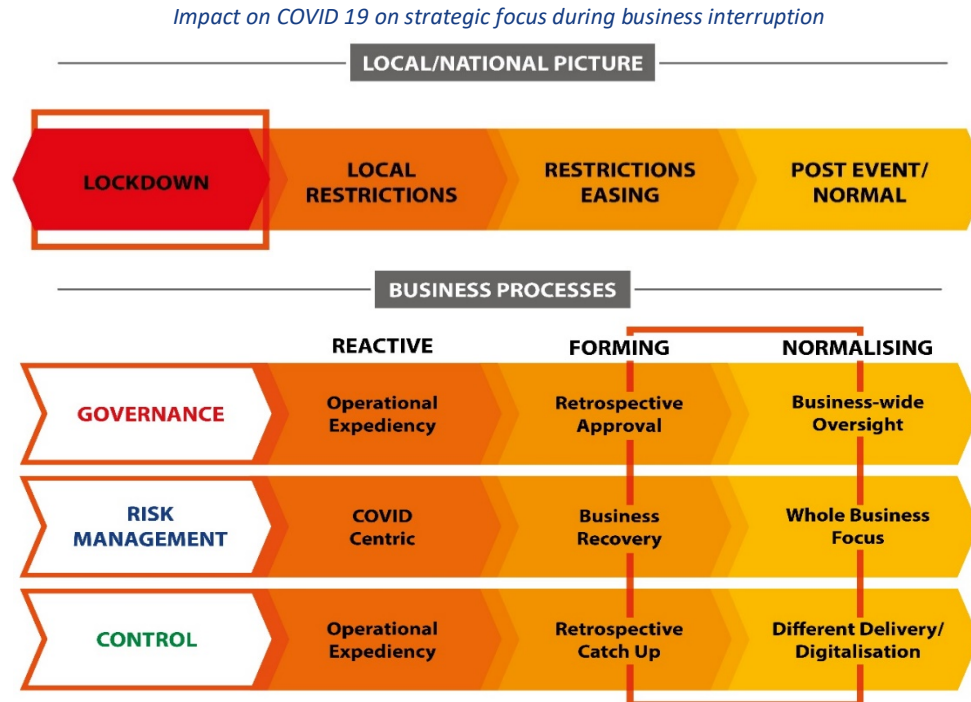 Impact on COVID 19 on strategic focus during business interruption
LOCAL/NATIONAL PICTURE
LOCKDOWN
LOCAL
RESTRICTIONS
RESTRICTIONS
EASING
POST EVENT/
NORMAL
BUSINESS PROCESSES
REACTIVE
FORMING
NORMALISING
GOVERNANCE
Operational
Expediency
Retrospective
Approval
Business-wide
Oversight
RISK
MANAGEMENT
COVID
Centric
Business
Recovery
Whole Business
Focus
CONTROL
Operational
Expediency
Retrospective
Catch Up
Different Delivery/
Digitalisation